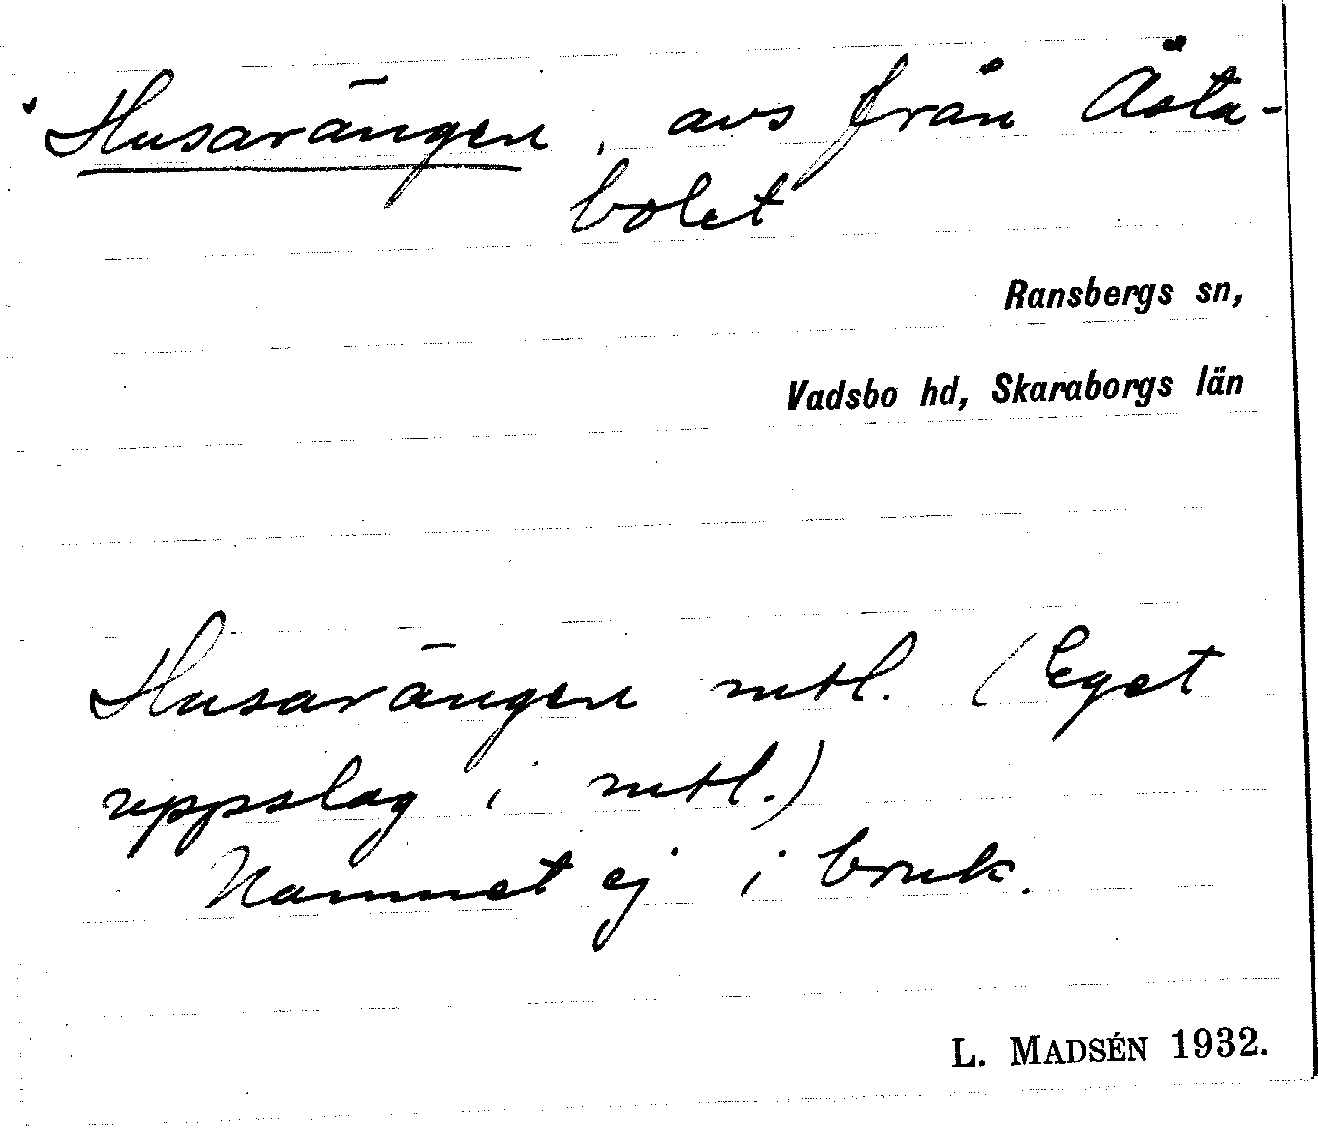 Husarängen, avs från Ästa-
bolet
Ransbergs sn,
Vadsbo hd, Skaraborgs län
Husarängen mtl. (Eget
uppslag i mtl.)
Namnet ej i bruk.
L. MADSÉN 1932.